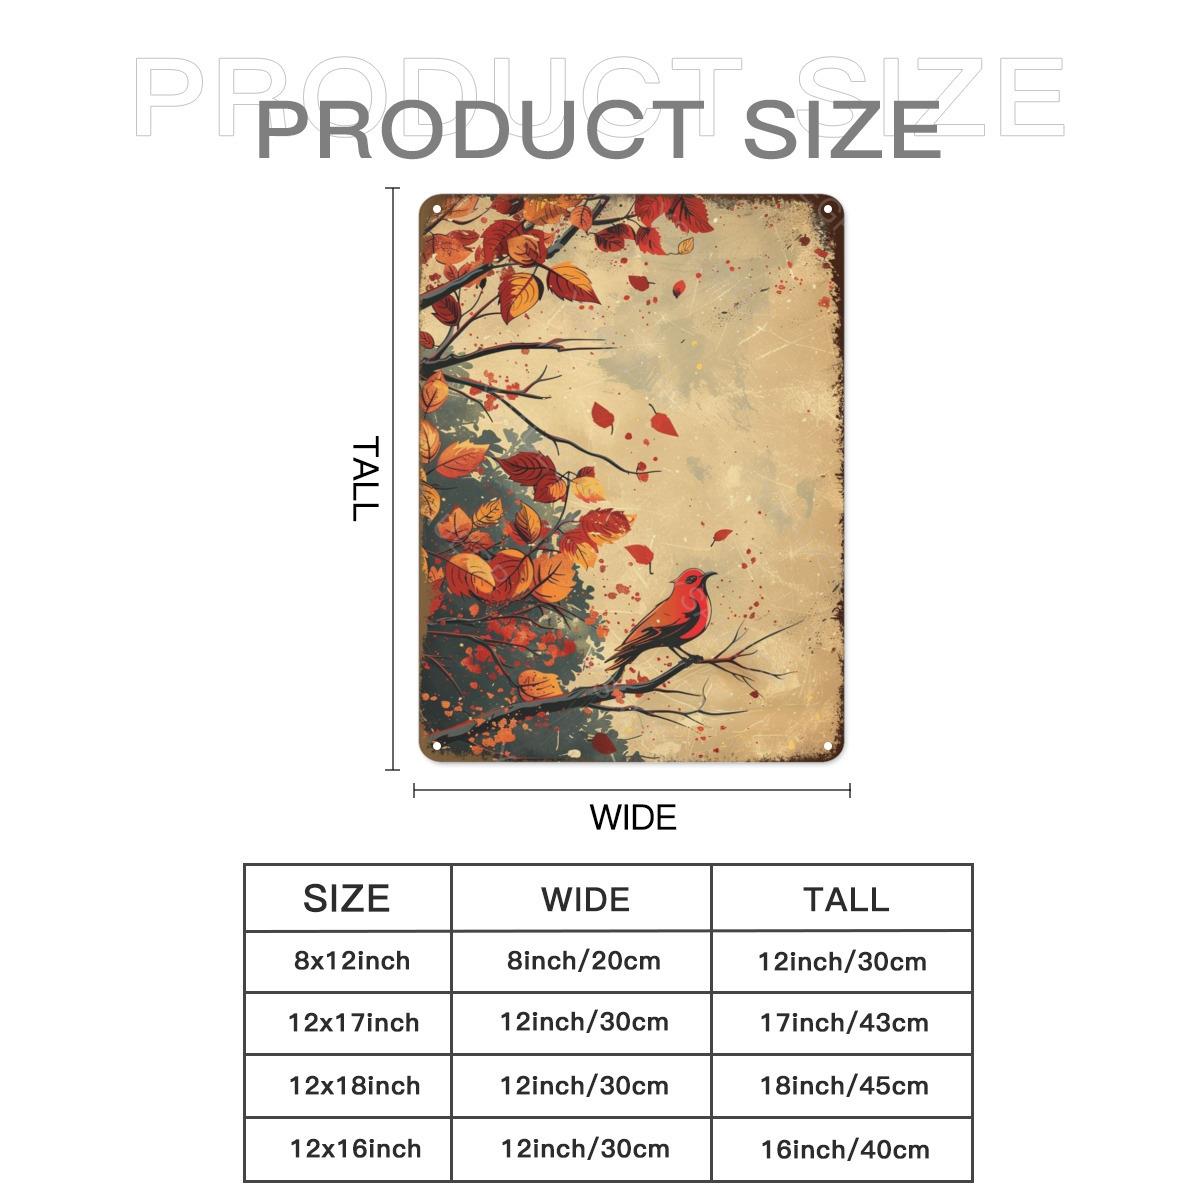 PRODUCT SIZE
PRODUCT SIZE
TALL
WIDE
SIZE WIDE TALL
8x12inch 8inch/20cm 12inch/30cm
12x17inch 12inch/30cm 17inch/43cm
12x18inch 12inch/30cm 18inch/45cm
12x16inch 12inch/30cm 16inch/40cm